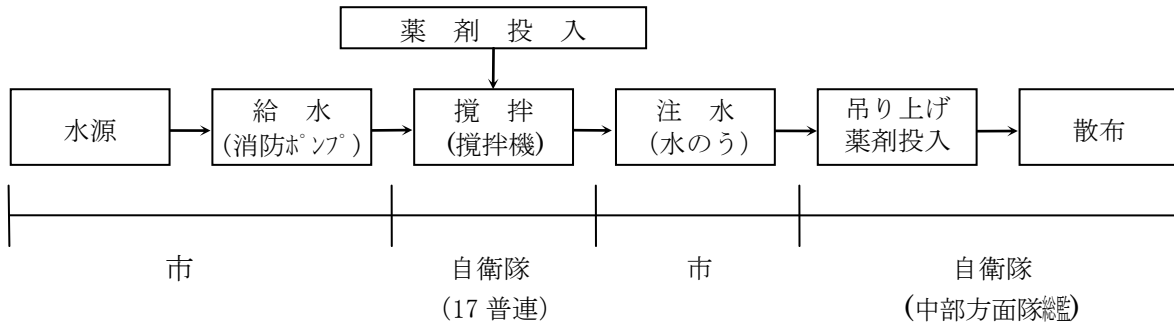 薬 剤 投 入
水源
給 水
(消防ﾎﾟﾝﾌﾟ)
撹 拌
(撹拌機)
注 水
(水のう)
吊り上げ
薬剤投入
散布
市
自衛隊
(17 普連)
市
自衛隊
(中部方面隊総監)